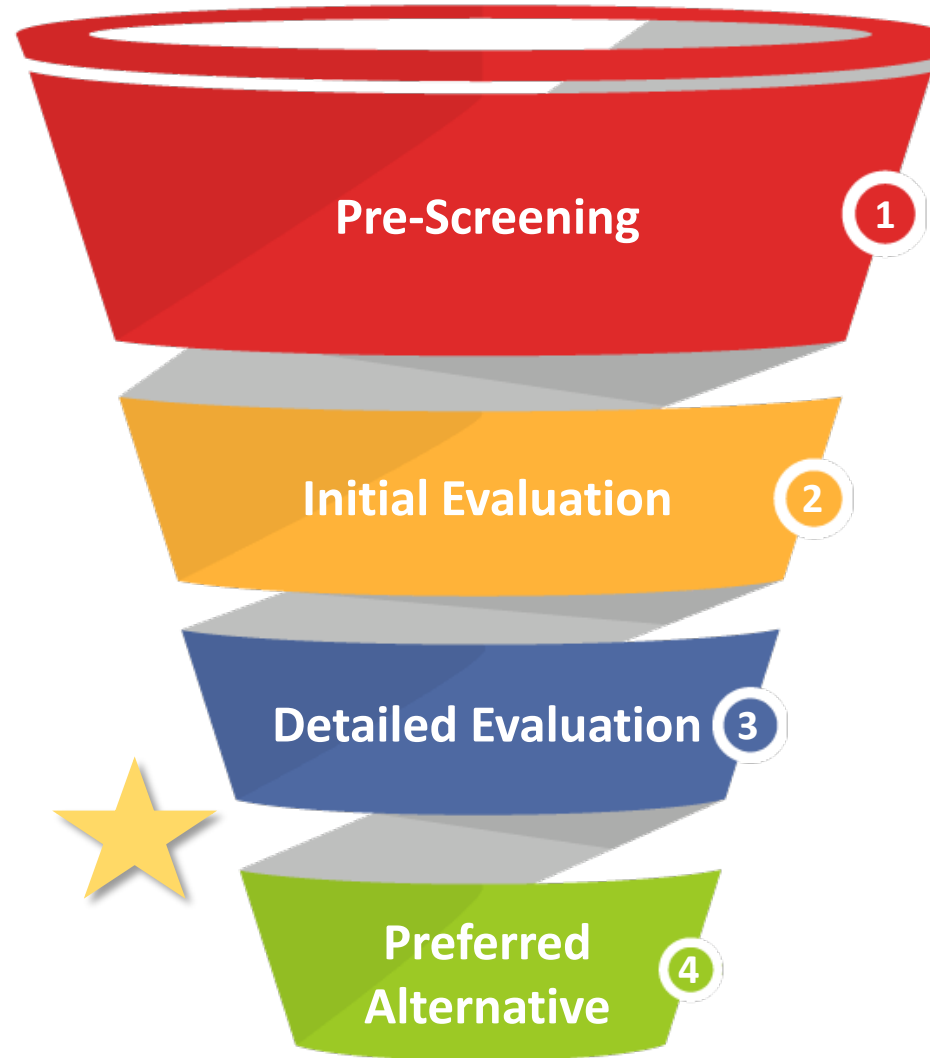 Pre-Screening
1
Initial Evaluation
2
Detailed Evaluation
3
Preferred
Alternative
4